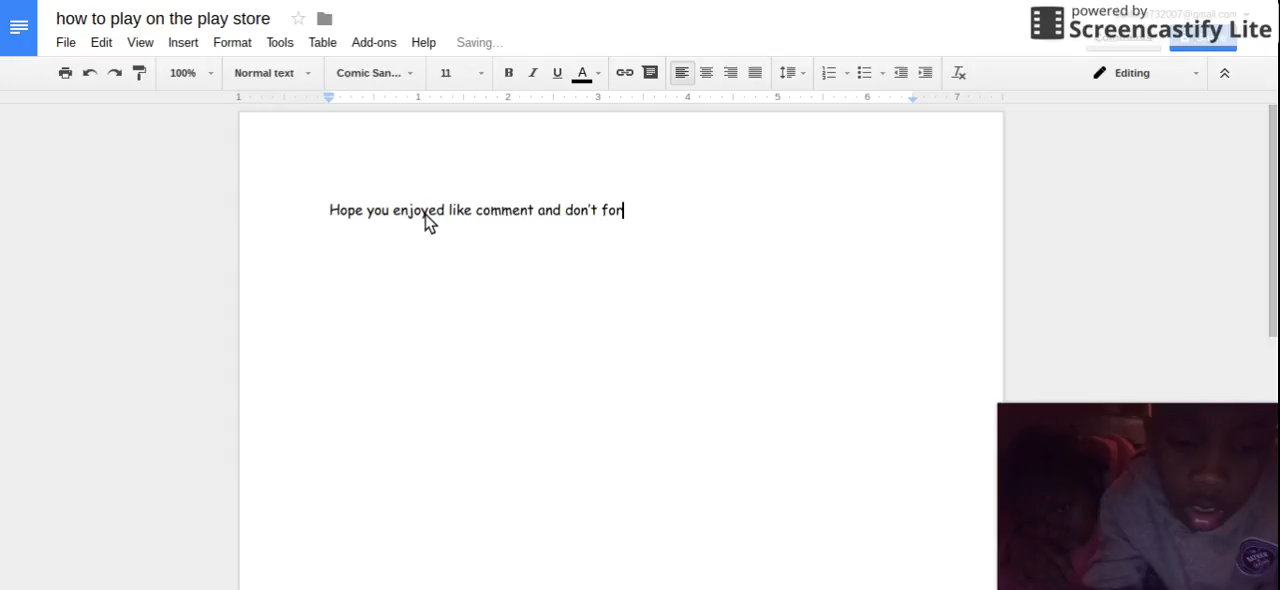 how to play on the play store
powered by
Screencastify Lite
File Edit View Insert Format Tools Table Add-ons Help Saving...
100% Normal text Comic San... 11 B I U A Editing
1 1 2 3 4 5 6 7
Hope you enjoyed like comment and don't for